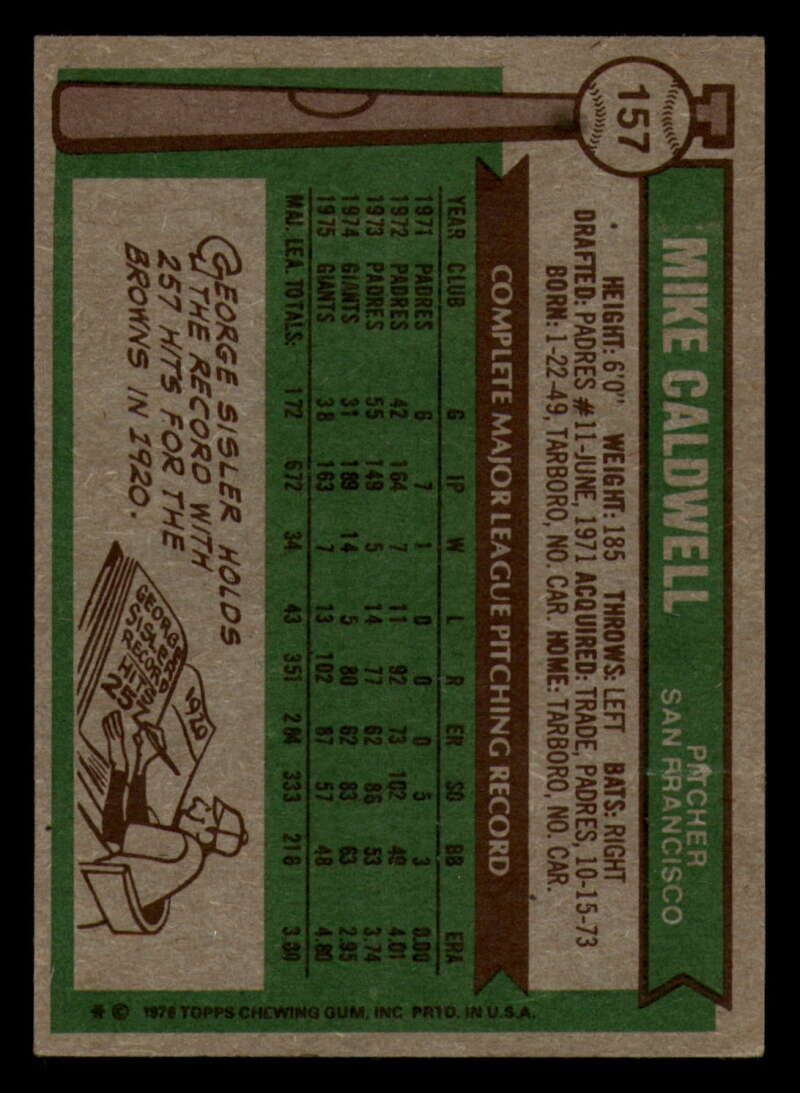 157
MIKE CALDWELL
PITCHER
SAN FRANCISCO
HEIGHT: 6'0" WEIGHT: 185 THROWS: LEFT BATS: RIGHT
DRAFTED: PADRES #11-JUNE, 1971 ACQUIRED: TRADE, PADRES, 10-15-73
BORN: 1-22-49, TARBORO, NO. CAR. HOME: TARBORO, NO. CAR.
COMPLETE MAJOR LEAGUE PITCHING RECORD
YEAR CLUB G IP W L R ER SO BB ERA
1971 PADRES 6 7 1 0 0 0 5 3 0.00
1972 PADRES 42 164 7 11 92 73 102 49 4.01
1973 PADRES 55 149 5 14 77 62 86 53 3.74
1974 GIANTS 31 189 14 5 80 62 83 63 2.95
1975 GIANTS 38 163 7 13 102 87 57 48 4.80
MAJ. LEA. TOTALS: 172 672 34 43 351 284 333 216 3.80
GEORGE SISLER HOLDS
THE RECORD WITH
257 HITS FOR THE
BROWNS IN 1920.
GEORGE
SISLER
RECORD
HITS
257
1920
* © 1976 TOPPS CHEWING GUM, INC. PRTD. IN U.S.A.